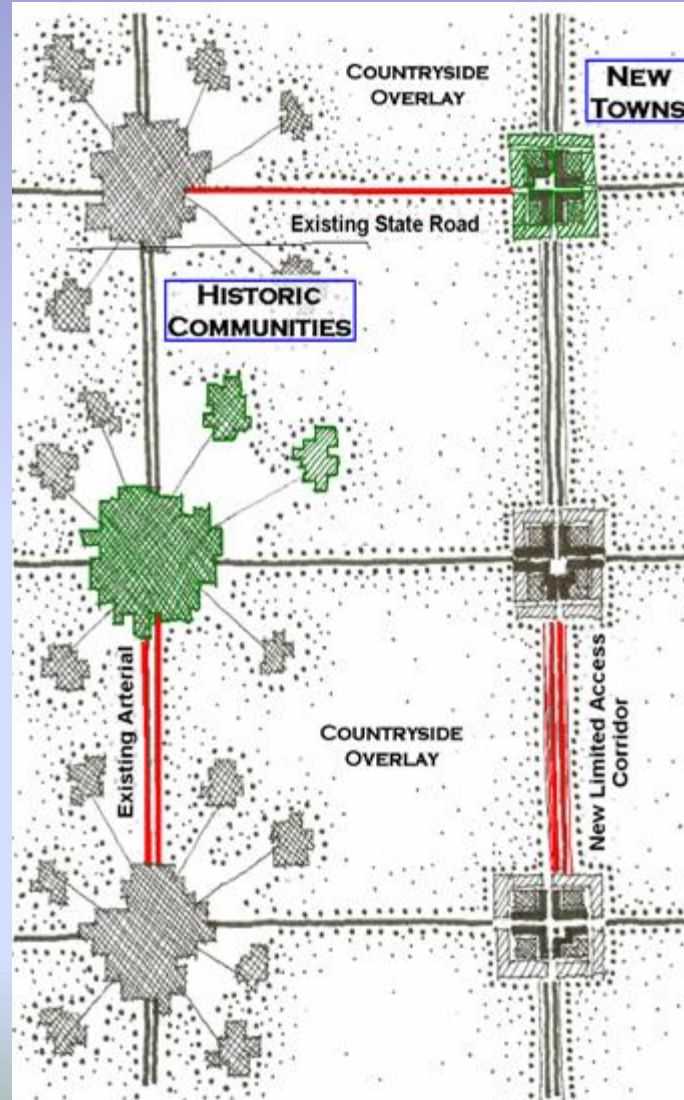 COUNTRYSIDE
OVERLAY
NEW
TOWNS
Existing State Road
HISTORIC
COMMUNITIES
Existing Arterial
COUNTRYSIDE
OVERLAY
New Limited Access
Corridor